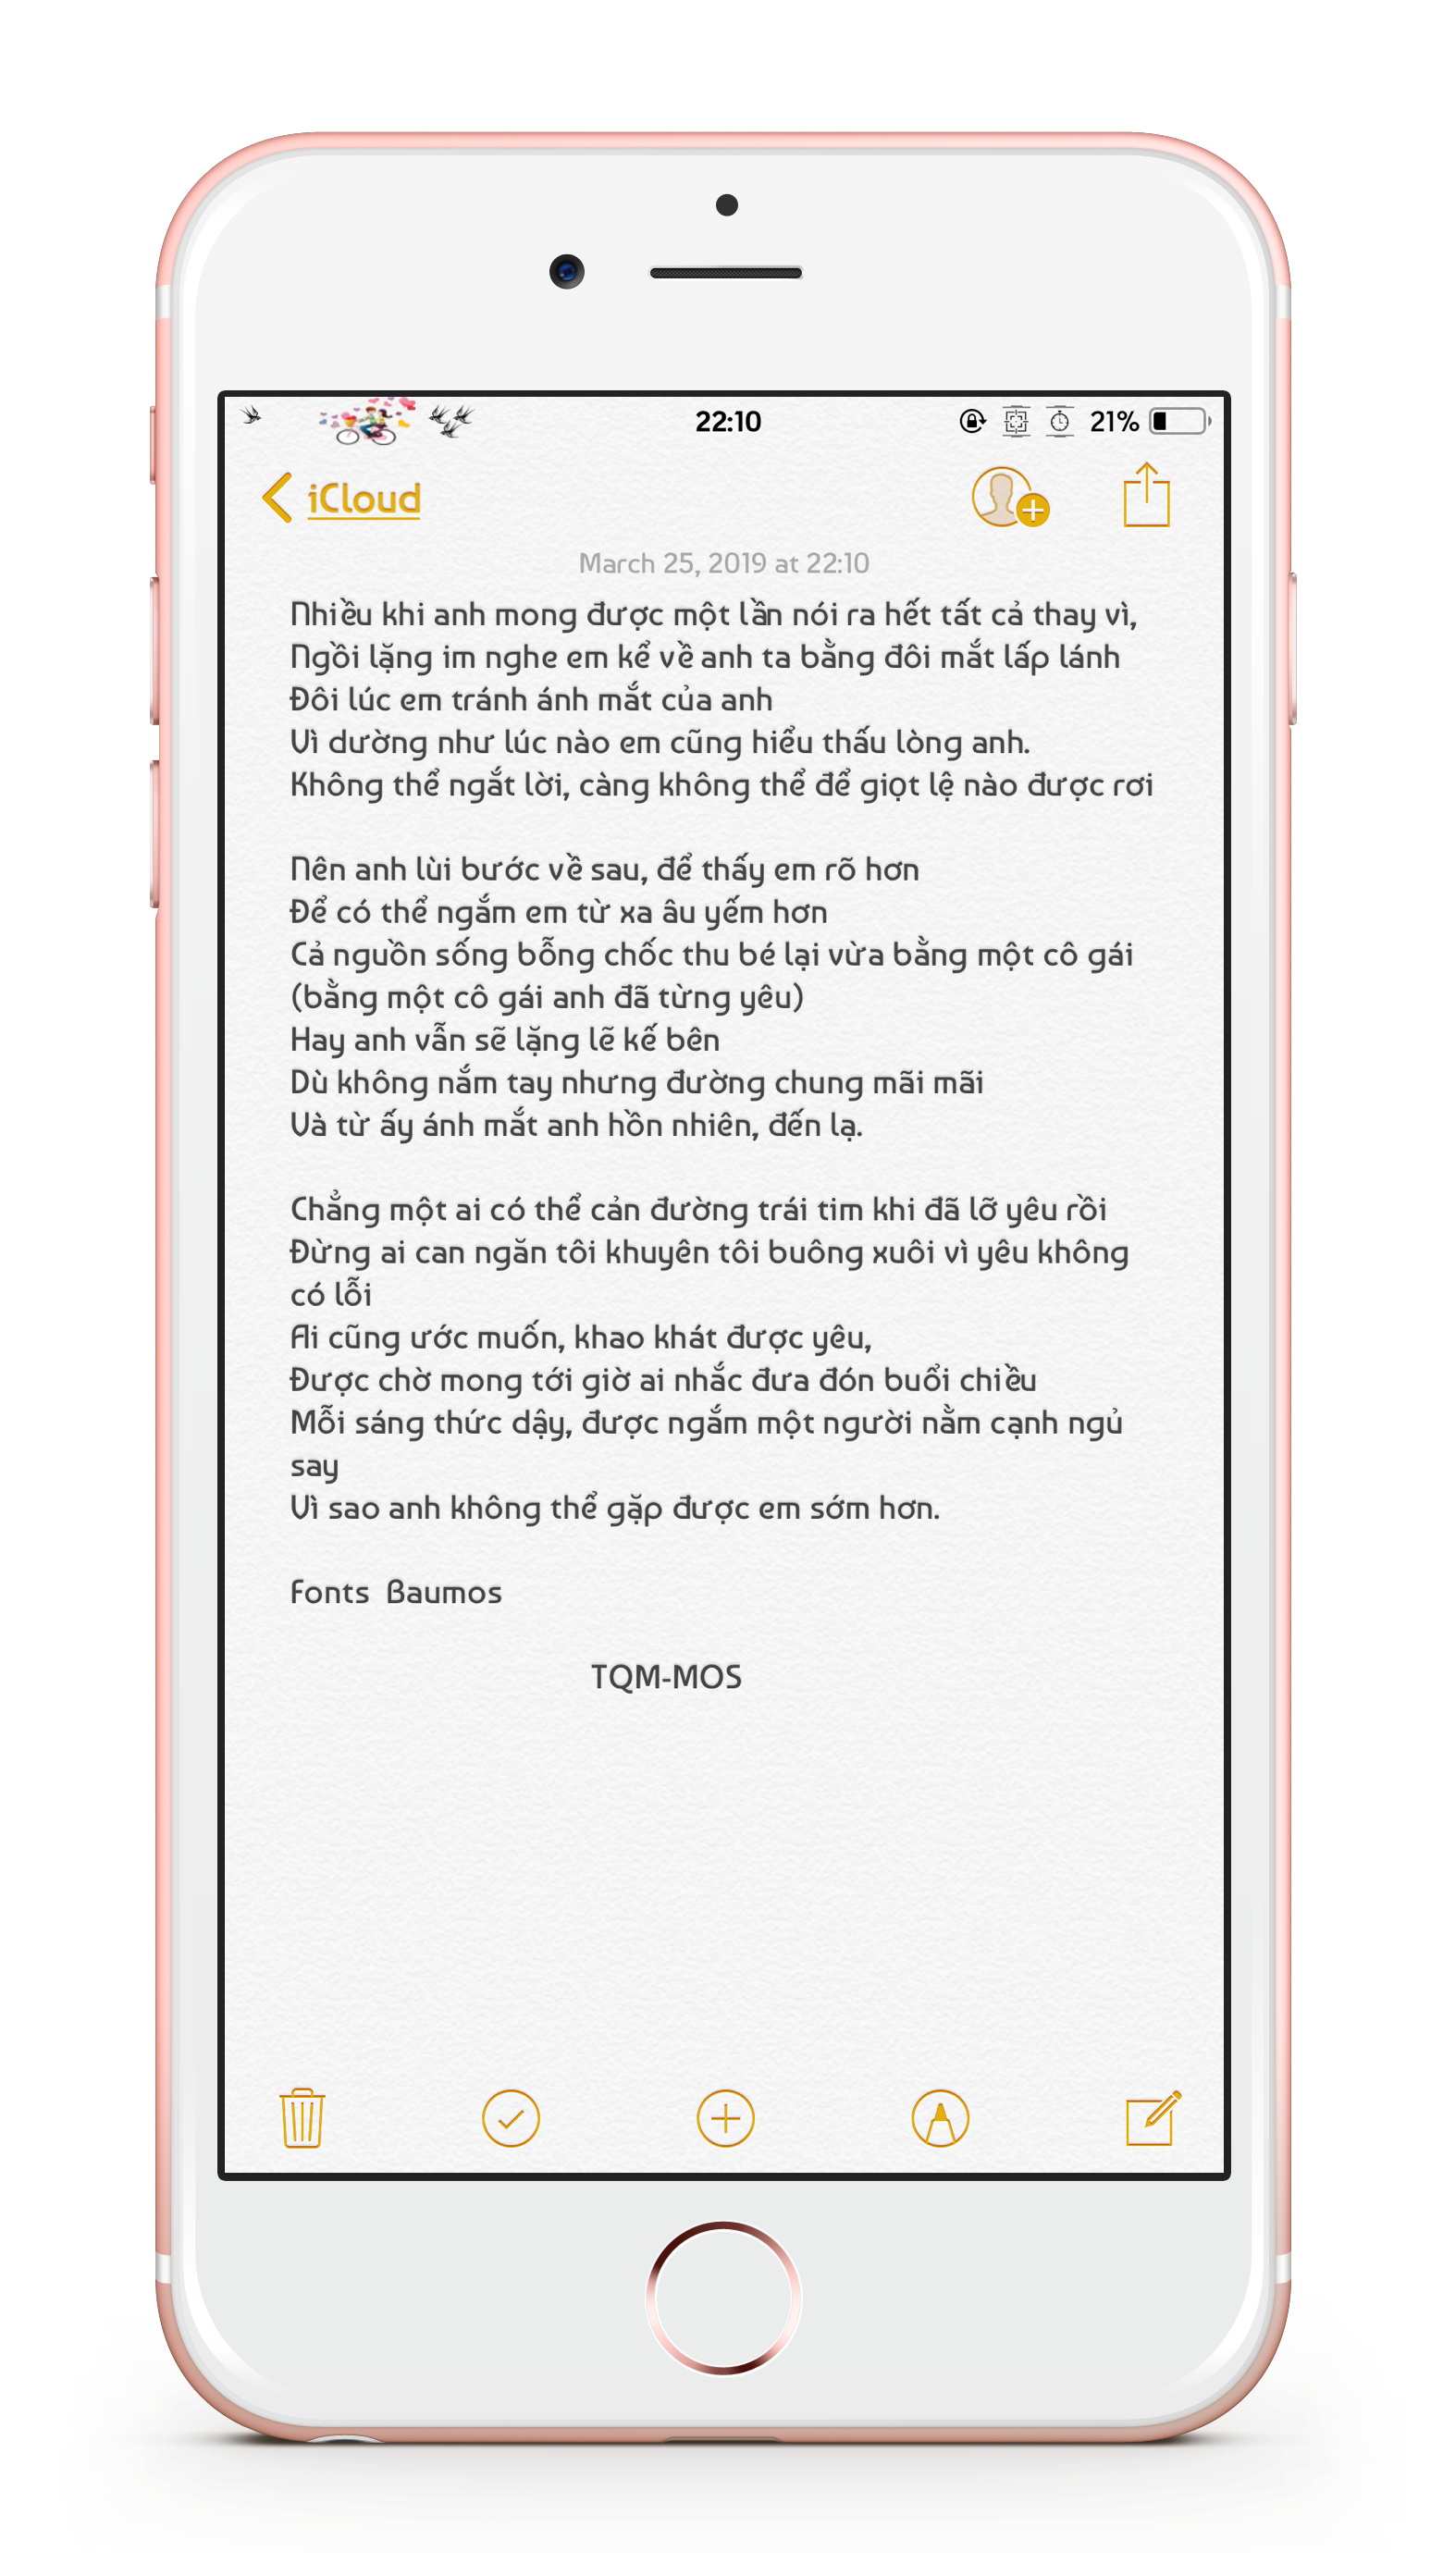 22:10
21%
iCloud
March 25, 2019 at 22:10
Nhiều khi anh mong được một lần nói ra hết tất cả thay vì,
Ngồi lặng im nghe em kể về anh ta bằng đôi mắt lấp lánh
Đôi lúc em tránh ánh mắt của anh
Vì dường như lúc nào em cũng hiểu thấu lòng anh.
Không thể ngắt lời, càng không thể để giọt lệ nào được rơi
Nên anh lùi bước về sau, để thấy em rõ hơn
Để có thể ngắm em từ xa âu yếm hơn
Cả nguồn sống bỗng chốc thu bé lại vừa bằng một cô gái
(bằng một cô gái anh đã từng yêu)
Hay anh vẫn sẽ lặng lẽ kế bên
Dù không nắm tay nhưng đường chung mãi mãi
Và từ ấy ánh mắt anh hồn nhiên, đến lạ.
Chẳng một ai có thể cản đường trái tim khi đã lỡ yêu rồi
Đừng ai can ngăn tôi khuyên tôi buông xuôi vì yêu không
có lỗi
Ai cũng ước muốn, khao khát được yêu,
Được chờ mong tới giờ ai nhắc đưa đón buổi chiều
Mỗi sáng thức dậy, được ngắm một người nằm cạnh ngủ
say
Vì sao anh không thể gặp được em sớm hơn.
Fonts Baumos
TQM-MOS